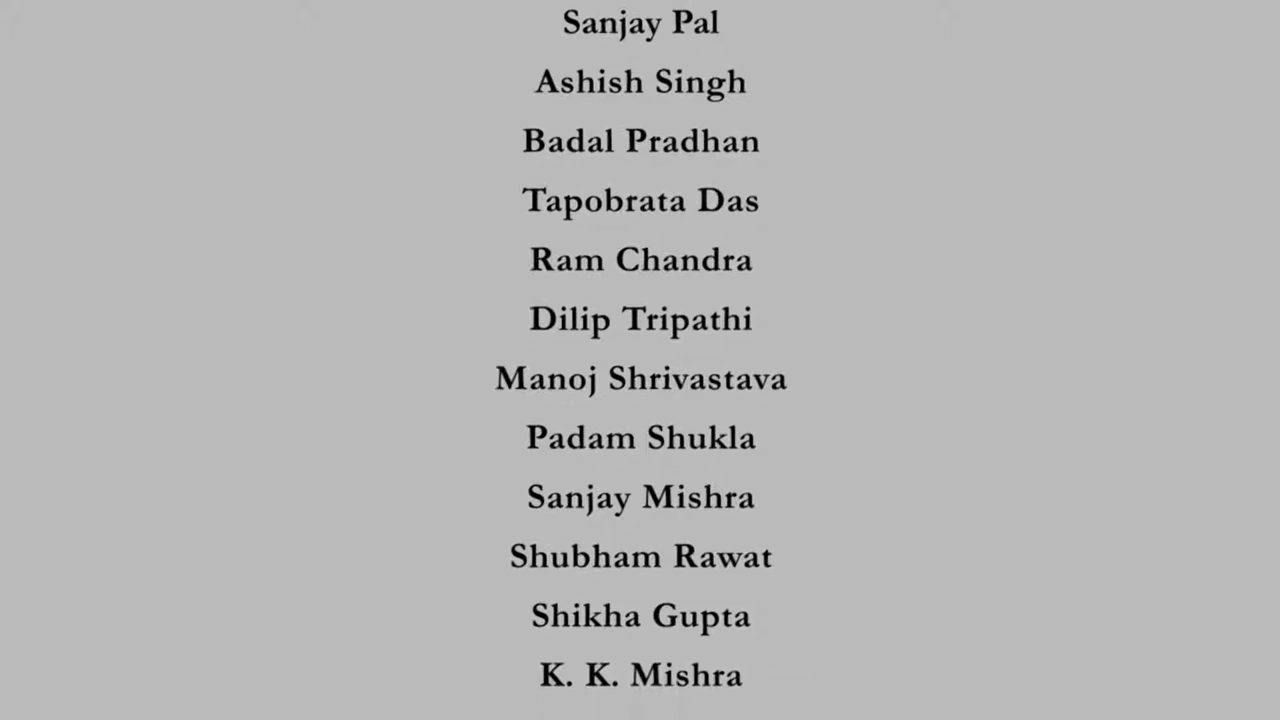 Sanjay Pal
Ashish Singh
Badal Pradhan
Tapobrata Das
Ram Chandra
Dilip Tripathi
Manoj Shrivastava
Padam Shukla
Sanjay Mishra
Shubham Rawat
Shikha Gupta
K. K. Mishra